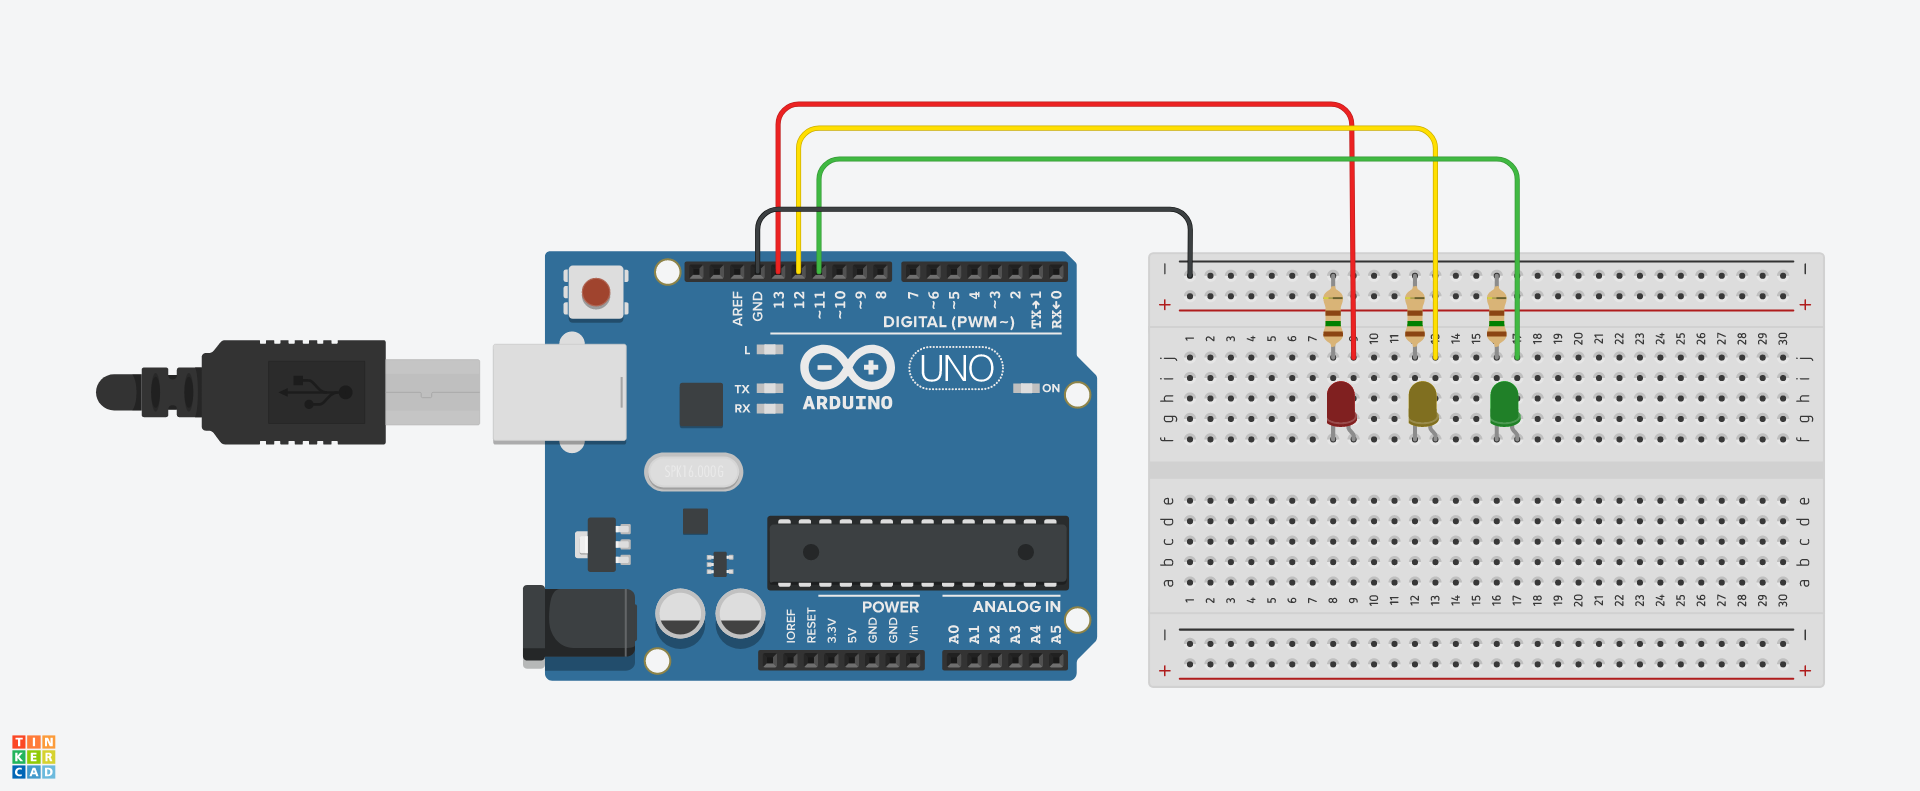 AREF
GND
13
12
~11
~10
~9
8
7
~6
~5
4
~3
2
TX→1
RX←0
DIGITAL (PWM~)
L
TX
RX
UNO
ARDUINO
ON
SPK16.000G
POWER
ANALOG IN
IOREF
RESET
3.3V
5V
GND
GND
Vin
A0
A1
A2
A3
A4
A5
− −
+ +
1 2 3 4 5 6 7 8 9 10 11 12 13 14 15 16 17 18 19 20 21 22 23 24 25 26 27 28 29 30
j j
i i
h h
g g
f f
e e
d d
c c
b b
a a
1 2 3 4 5 6 7 8 9 10 11 12 13 14 15 16 17 18 19 20 21 22 23 24 25 26 27 28 29 30
− −
+ +
TIN
KER
CAD